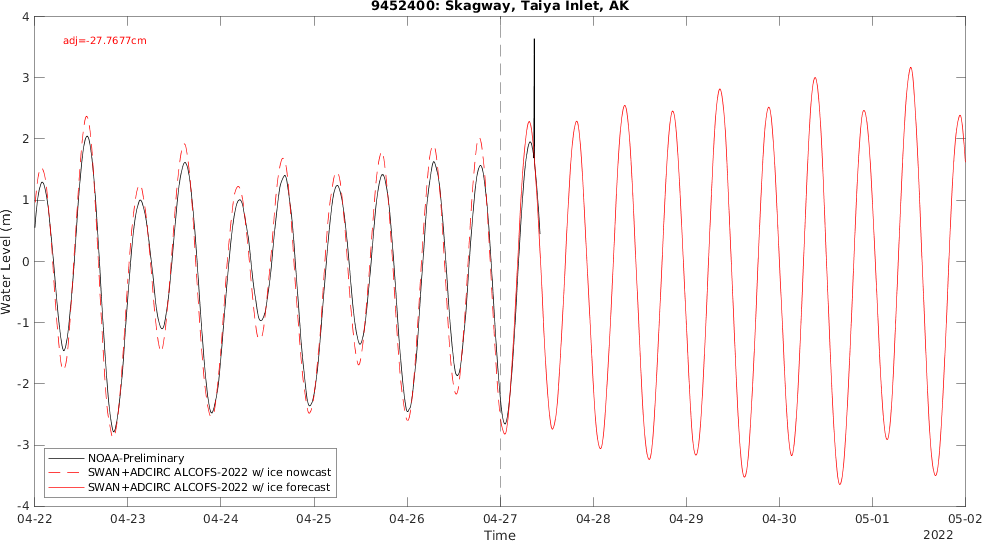 9452400: Skagway, Taiya Inlet, AK
adj=-27.7677cm
Water Level (m)
4
3
2
1
0
-1
-2
-3
-4
NOAA-Preliminary
SWAN+ADCIRC ALCOFS-2022 w/ ice nowcast
SWAN+ADCIRC ALCOFS-2022 w/ ice forecast
04-22 04-23 04-24 04-25 04-26 04-27 04-28 04-29 04-30 05-01 05-02
Time
2022